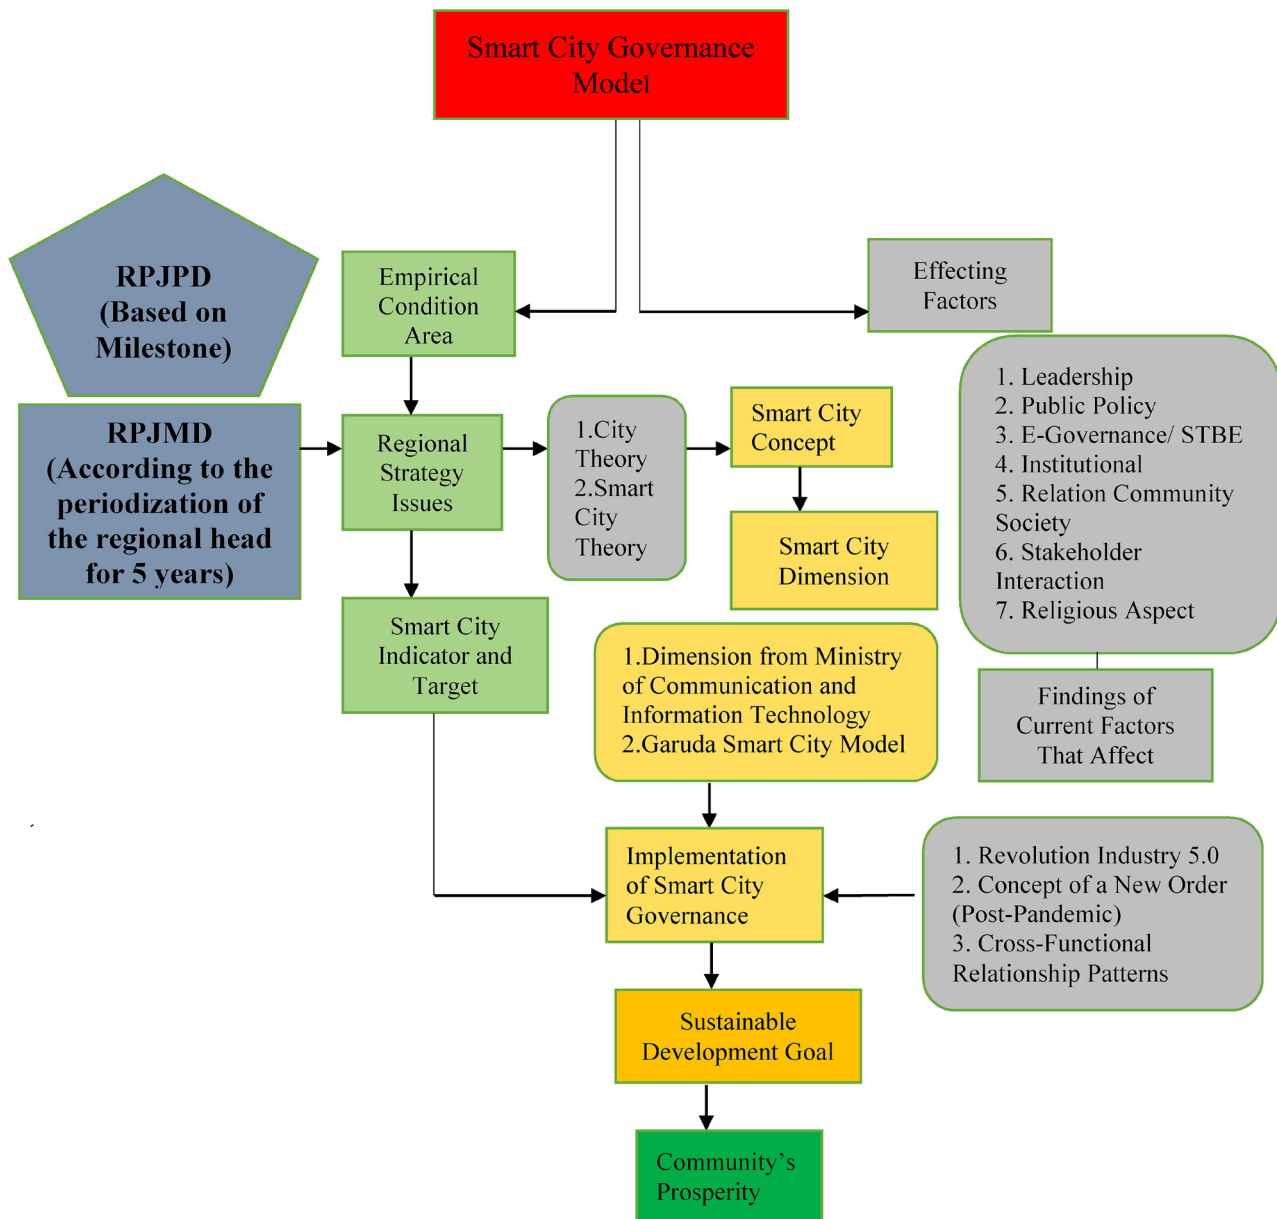 Smart City Governance
Model
RPJPD
(Based on
Milestone)
Empirical
Condition
Area
Effecting
Factors
RPJMD
(According to the
periodization of
the regional head
for 5 years)
Regional
Strategy
Issues
1.City
Theory
2.Smart
City
Theory
Smart City
Concept
Smart City
Dimension
1. Leadership
2. Public Policy
3. E-Governance/ STBE
4. Institutional
5. Relation Community
Society
6. Stakeholder
Interaction
7. Religious Aspect
Smart City
Indicator and
Target
1.Dimension from Ministry
of Communication and
Information Technology
2.Garuda Smart City Model
Findings of
Current Factors
That Affect
Implementation
of Smart City
Governance
1. Revolution Industry 5.0
2. Concept of a New Order
(Post-Pandemic)
3. Cross-Functional
Relationship Patterns
Sustainable
Development Goal
Community’s
Prosperity